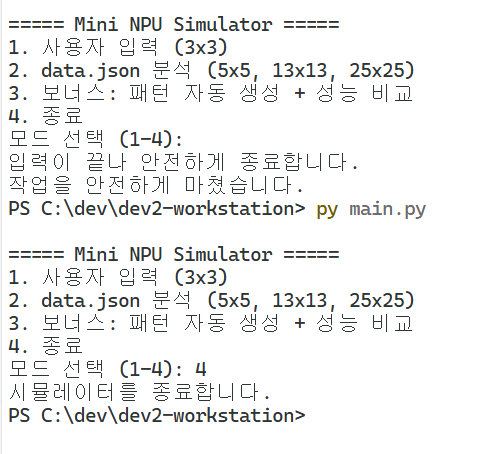 ===== Mini NPU Simulator =====
1. 사용자 입력 (3x3)
2. data.json 분석 (5x5, 13x13, 25x25)
3. 보너스: 패턴 자동 생성 + 성능 비교
4. 종료
모드 선택 (1-4):
입력이 끝나 안전하게 종료합니다.
작업을 안전하게 마쳤습니다.
PS C:\dev\dev2-workstation> py main.py
===== Mini NPU Simulator =====
1. 사용자 입력 (3x3)
2. data.json 분석 (5x5, 13x13, 25x25)
3. 보너스: 패턴 자동 생성 + 성능 비교
4. 종료
모드 선택 (1-4): 4
시뮬레이터를 종료합니다.
PS C:\dev\dev2-workstation>